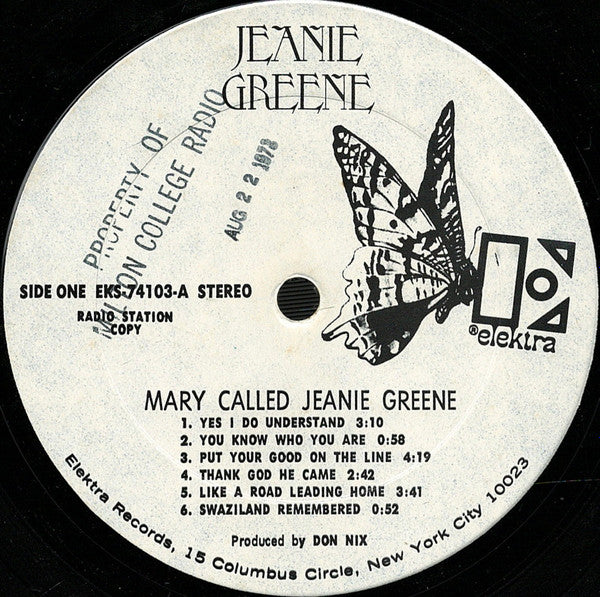 JEANIE
GREENE
PROPERTY OF
COLLEGE RADIO
AUG 22 1973
SIDE ONE EKS-74103-A STEREO
RADIO STATION
COPY
®elektra
MARY CALLED JEANIE GREENE
1. YES I DO UNDERSTAND 3:10
2. YOU KNOW WHO YOU ARE 0:58
3. PUT YOUR GOOD ON THE LINE 4:19
4. THANK GOD HE CAME 2:42
5. LIKE A ROAD LEADING HOME 3:41
6. SWAZILAND REMEMBERED 0:52
Produced by DON NIX
Elektra Records, 15 Columbus Circle, New York City 10023